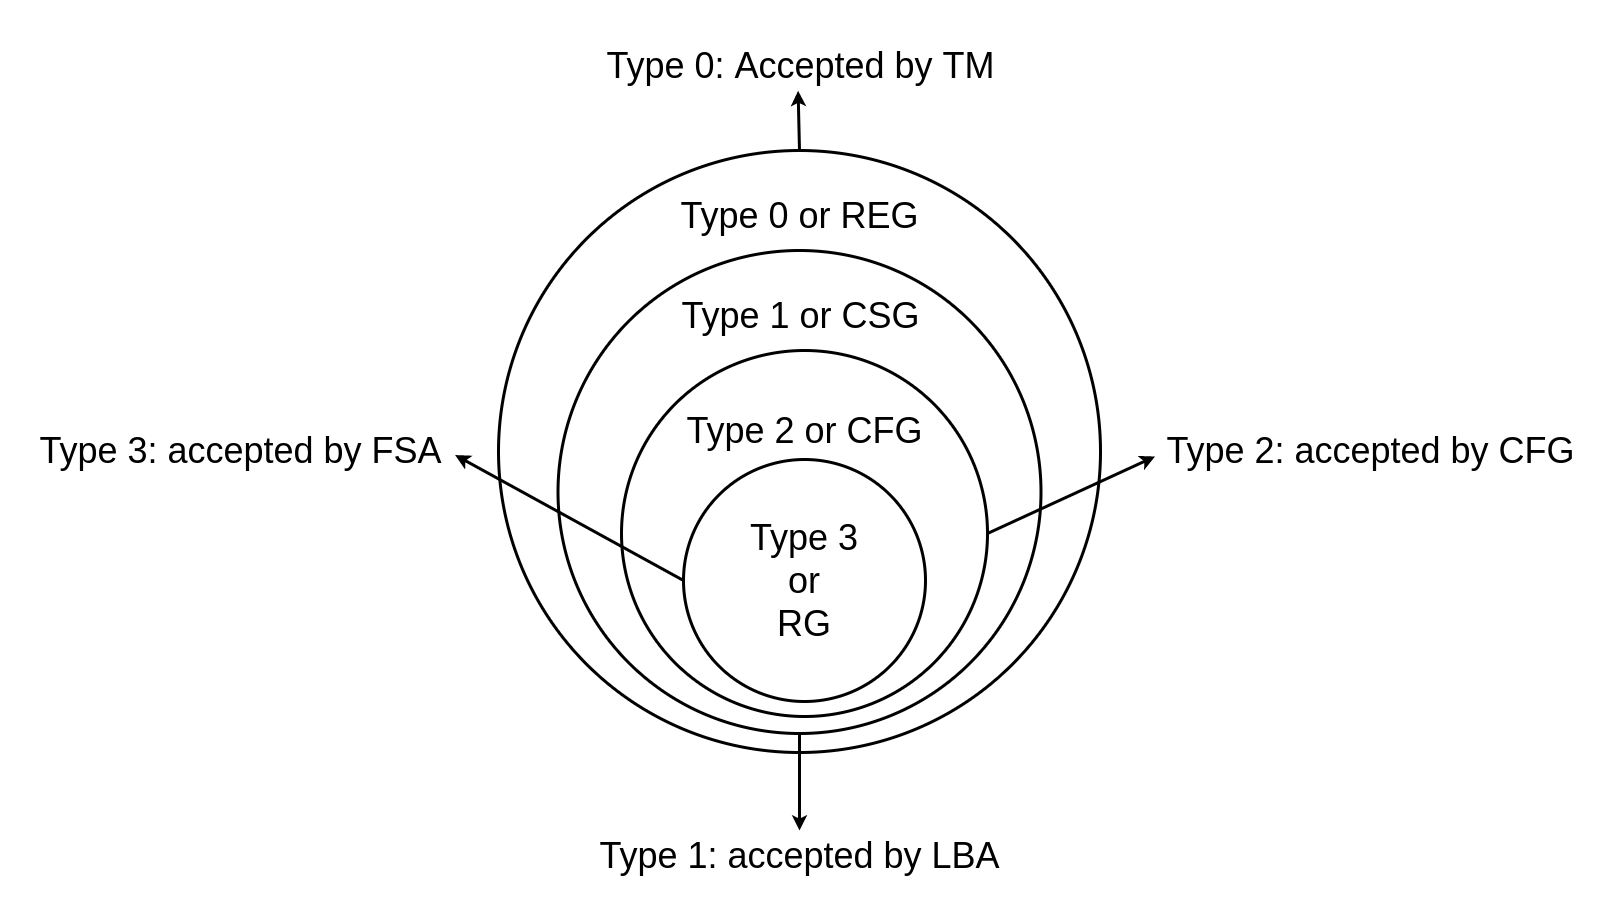 Type 0: Accepted by TM
Type 0 or REG
Type 1 or CSG
Type 2 or CFG
Type 3: accepted by FSA
Type 2: accepted by CFG
Type 3
or
RG
Type 1: accepted by LBA